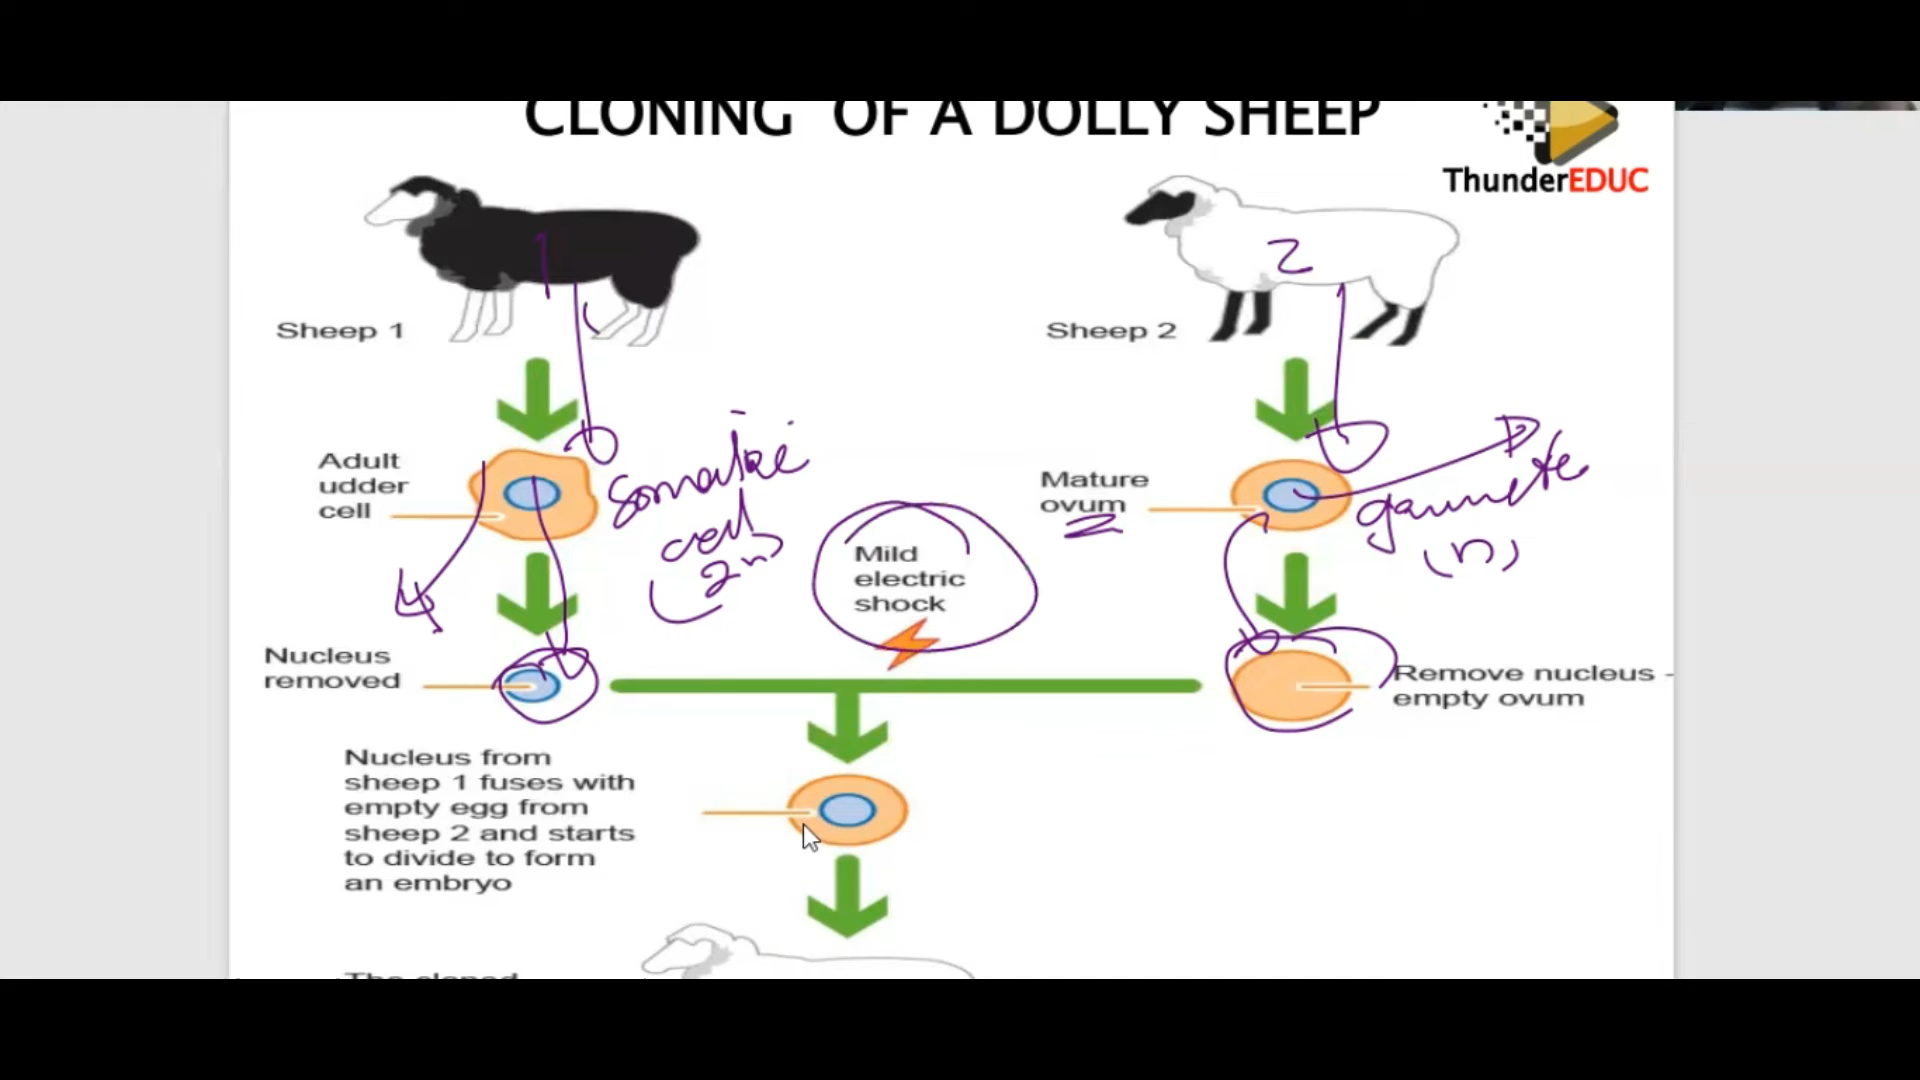 CLONING OF A DOLLY SHEEP
ThunderEDUC
1
2
Sheep 1
Sheep 2
Adult
udder
cell
Somatic
cell
2n
Mild
electric
shock
Mature
ovum
gamete
(n)
Nucleus
removed
Remove nucleus -
empty ovum
Nucleus from
sheep 1 fuses with
empty egg from
sheep 2 and starts
to divide to form
an embryo
The cloned